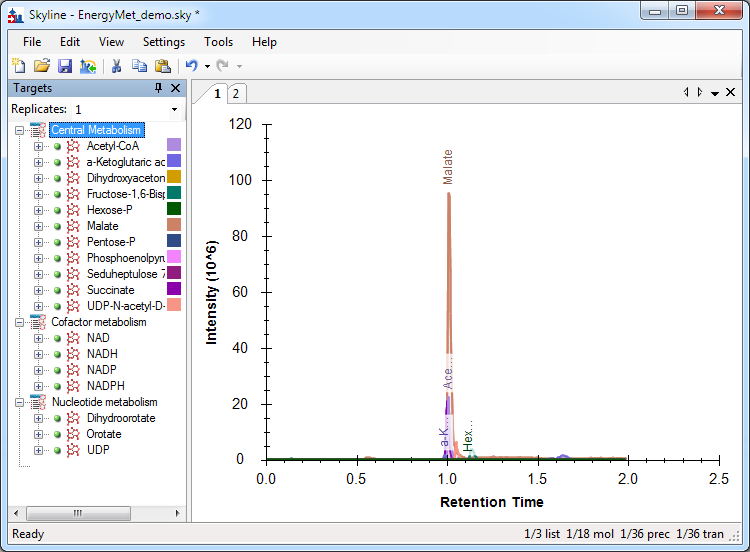 Skyline - EnergyMet_demo.sky *
File Edit View Settings Tools Help
Targets
Replicates: 1
Central Metabolism
Acetyl-CoA
a-Ketoglutaric ac
Dihydroxyaceton
Fructose-1,6-Bisp
Hexose-P
Malate
Pentose-P
Phosphoenolpyru
Seduheptulose 7
Succinate
UDP-N-acetyl-D-
Cofactor metabolism
NAD
NADH
NADP
NADPH
Nucleotide metabolism
Dihydroorotate
Orotate
UDP
1 2
120
100
80
60
40
20
0
Intensity (10^6)
Malate
Ace...
a-K...
Hex...
0.0 0.5 1.0 1.5 2.0 2.5
Retention Time
Ready 1/3 list 1/18 mol 1/36 prec 1/36 tran